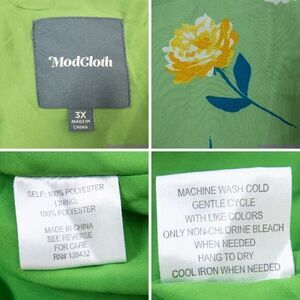 ModCloth
3X
MADE IN
CHINA
SELF: 100% POLYESTER
LINING:
100% POLYESTER
MADE IN CHINA
SEE REVERSE
FOR CARE
RN# 138432
MACHINE WASH COLD
GENTLE CYCLE
WITH LIKE COLORS
ONLY NON-CHLORINE BLEACH
WHEN NEEDED
HANG TO DRY
COOL IRON WHEN NEEDED